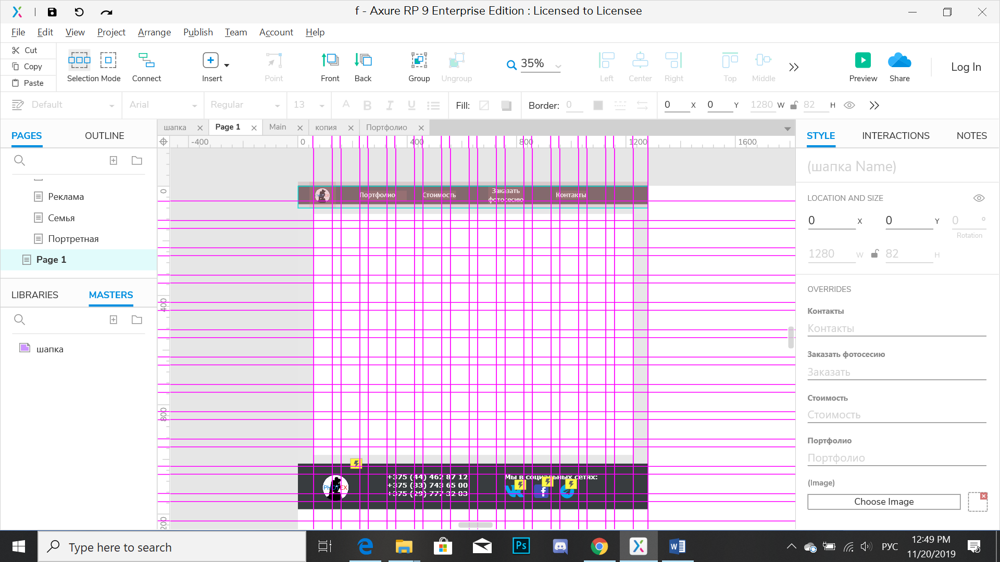 f - Axure RP 9 Enterprise Edition : Licensed to Licensee
File Edit View Project Arrange Publish Team Account Help
Cut
Copy
Paste
Selection Mode Connect Insert Point Front Back Group Ungroup 35% Left Center Right Top Middle Preview Share Log In
Default Arial Regular 13 Fill: Border: 0 0 X 0 Y 1280 W 82 H
шапка Page 1 Main копия Портфолио
PAGES OUTLINE
Реклама
Семья
Портретная
Page 1
LIBRARIES MASTERS
шапка
-400 0 400 800 1200 1600
0
400
800
200
Портфолио Стоимость Заказать фотосесию Контакты
PHOTEX
+375 (44) 462 87 12
+375 (33) 743 65 00
+375 (29) 777 32 03
Мы в социальных сетях:
STYLE INTERACTIONS NOTES
(шапка Name)
LOCATION AND SIZE
0 X 0 Y 0 °
Rotation
1280 W 82 H
OVERRIDES
Контакты
Контакты
Заказать фотосесию
Заказать
Стоимость
Стоимость
Портфолио
Портфолио
(Image)
Choose Image
Type here to search
Ps
РУС
12:49 PM
11/20/2019